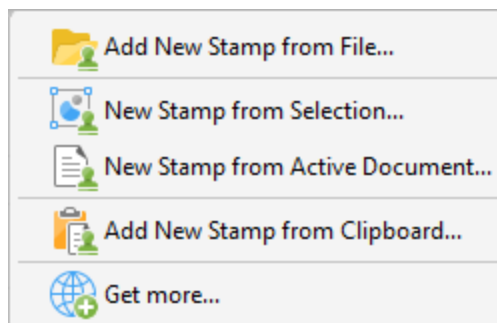 Add New Stamp from File...
New Stamp from Selection...
New Stamp from Active Document...
Add New Stamp from Clipboard...
Get more...